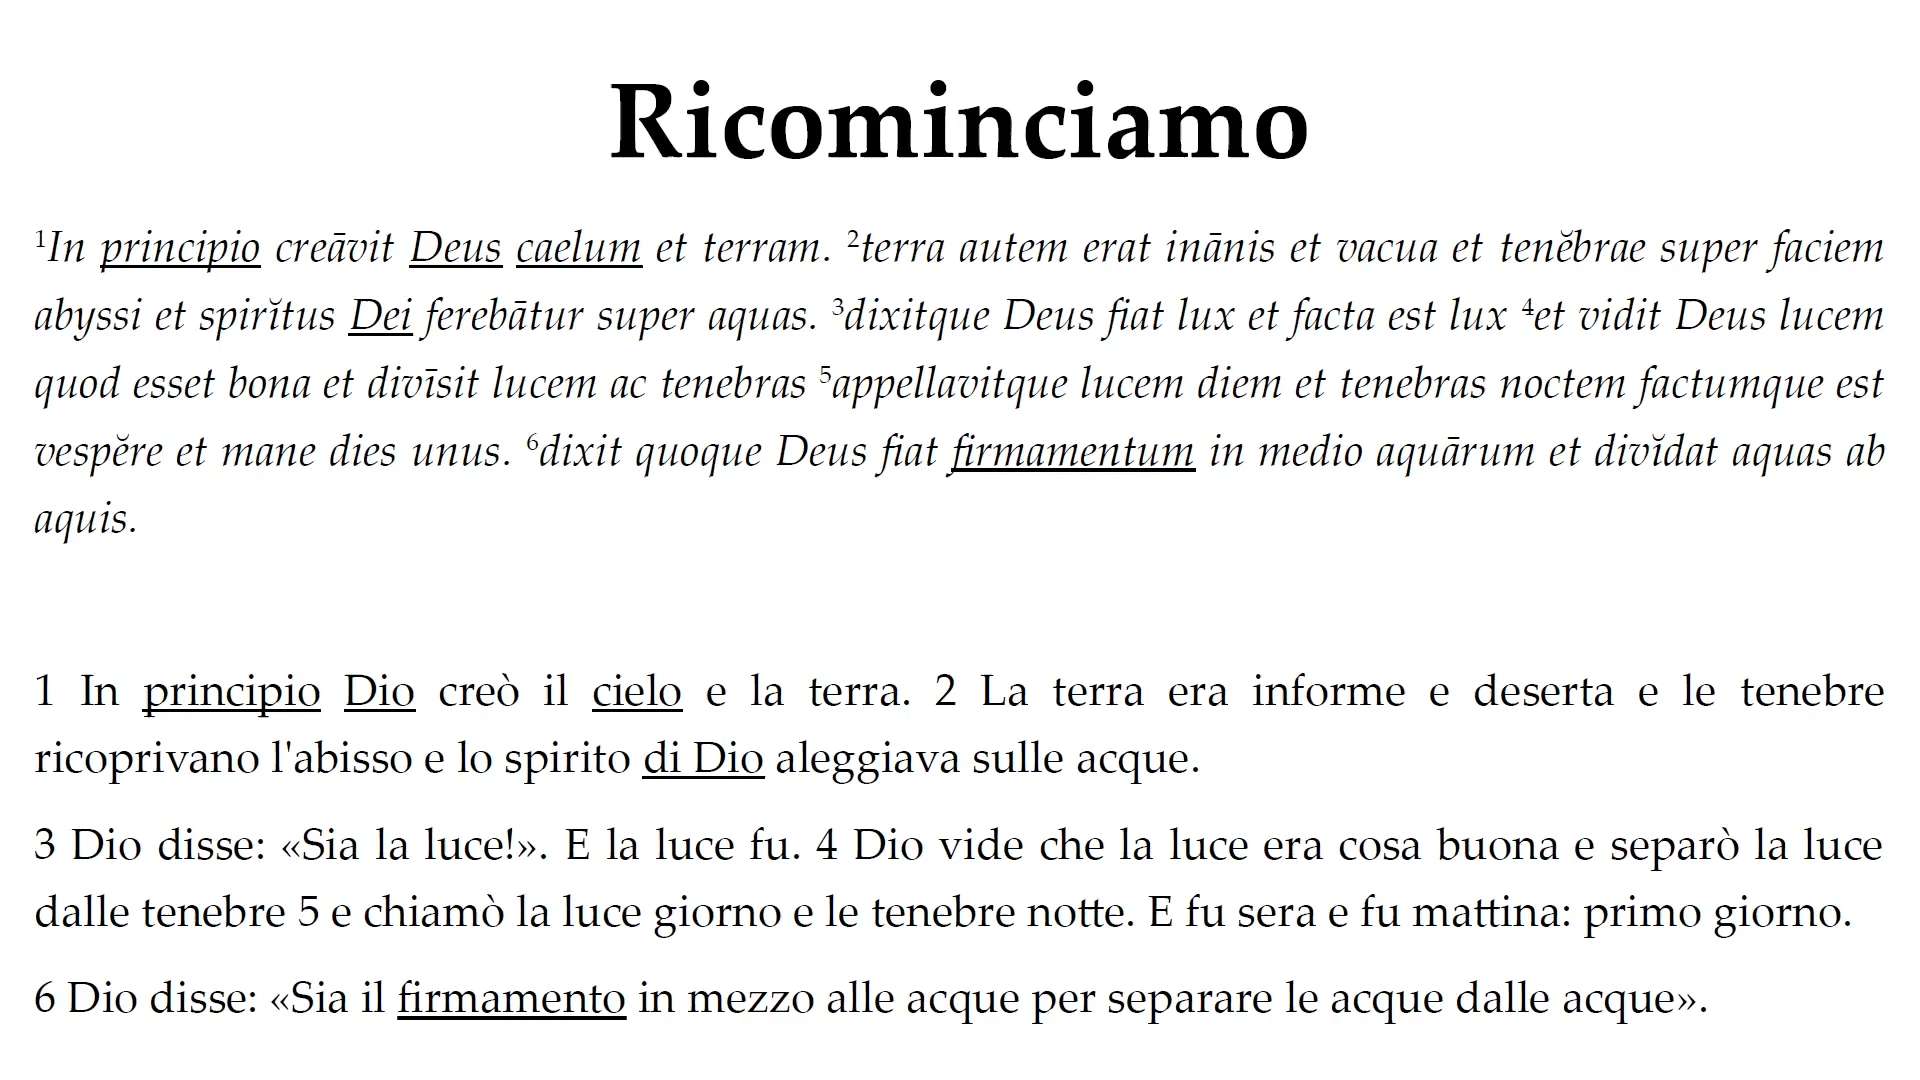 Ricominciamo
¹In principio creāvit Deus caelum et terram. ²terra autem erat inānis et vacua et tenĕbrae super faciem
abyssi et spirĭtus Dei ferebātur super aquas. ³dixitque Deus fiat lux et facta est lux ⁴et vidit Deus lucem
quod esset bona et divīsit lucem ac tenebras ⁵appellavitque lucem diem et tenebras noctem factumque est
vespĕre et mane dies unus. ⁶dixit quoque Deus fiat firmamentum in medio aquārum et divĭdat aquas ab
aquis.
1 In principio Dio creò il cielo e la terra. 2 La terra era informe e deserta e le tenebre
ricoprivano l'abisso e lo spirito di Dio aleggiava sulle acque.
3 Dio disse: «Sia la luce!». E la luce fu. 4 Dio vide che la luce era cosa buona e separò la luce
dalle tenebre 5 e chiamò la luce giorno e le tenebre notte. E fu sera e fu mattina: primo giorno.
6 Dio disse: «Sia il firmamento in mezzo alle acque per separare le acque dalle acque».